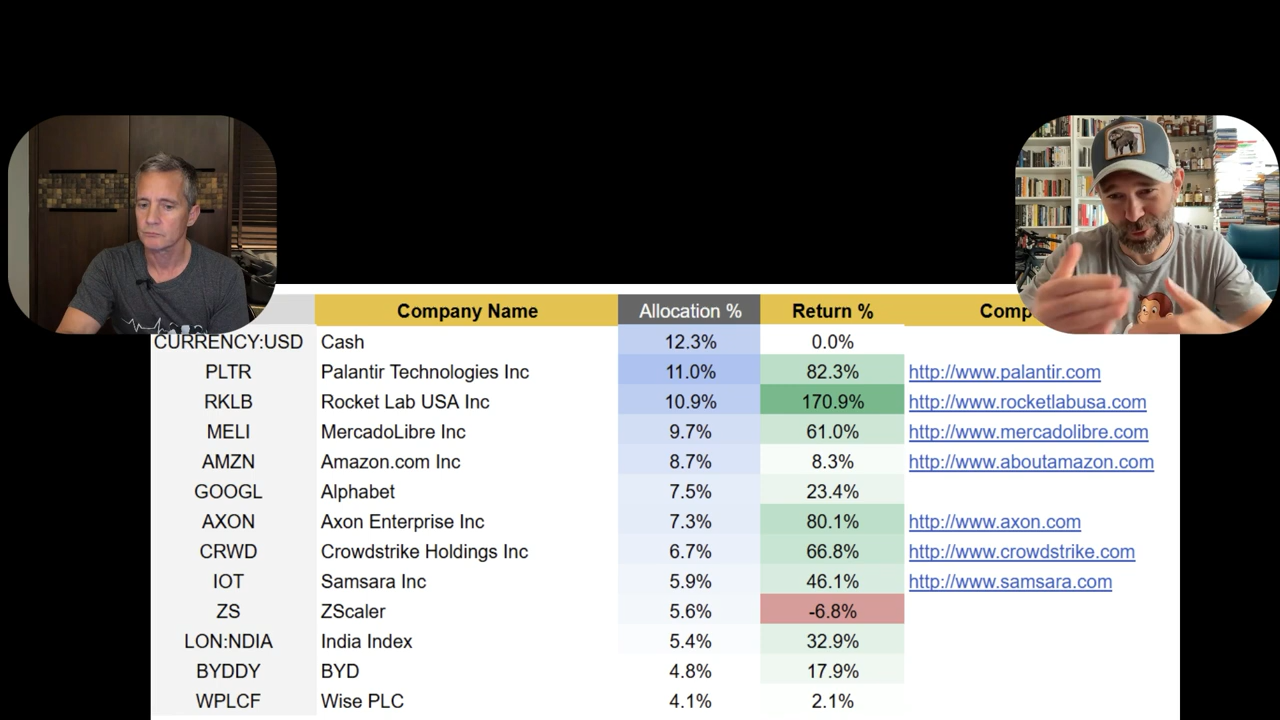 Company Name Allocation % Return % Comp
CURRENCY:USD Cash 12.3% 0.0%
PLTR Palantir Technologies Inc 11.0% 82.3% http://www.palantir.com
RKLB Rocket Lab USA Inc 10.9% 170.9% http://www.rocketlabusa.com
MELI MercadoLibre Inc 9.7% 61.0% http://www.mercadolibre.com
AMZN Amazon.com Inc 8.7% 8.3% http://www.aboutamazon.com
GOOGL Alphabet 7.5% 23.4%
AXON Axon Enterprise Inc 7.3% 80.1% http://www.axon.com
CRWD Crowdstrike Holdings Inc 6.7% 66.8% http://www.crowdstrike.com
IOT Samsara Inc 5.9% 46.1% http://www.samsara.com
ZS ZScaler 5.6% -6.8%
LON:NDIA India Index 5.4% 32.9%
BYDDY BYD 4.8% 17.9%
WPLCF Wise PLC 4.1% 2.1%